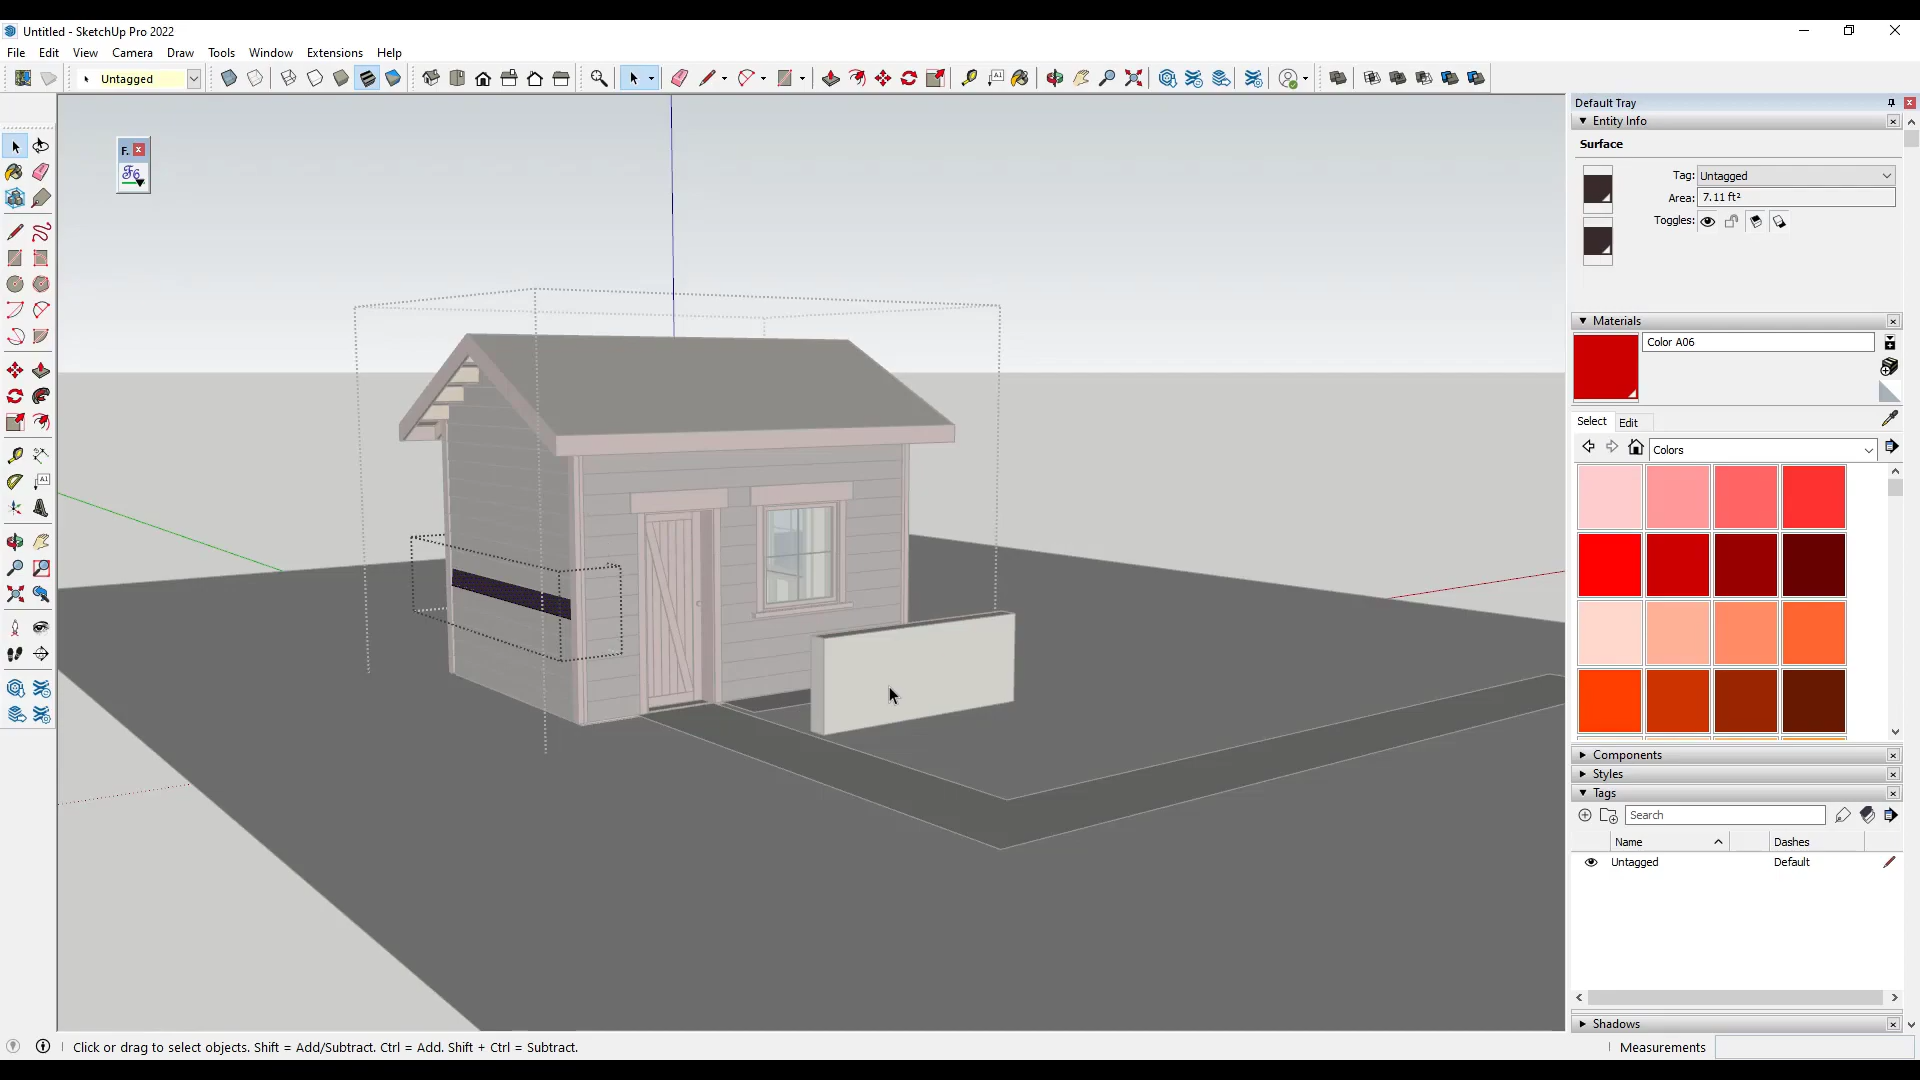 Untitled - SketchUp Pro 2022
File Edit View Camera Draw Tools Window Extensions Help
Untagged
F.
Default Tray
Entity Info
Surface
Tag: Untagged
Area: 7.11 ft²
Toggles:
Materials
Color A06
Select Edit
Colors
Components
Styles
Tags
Search
Name Dashes
Untagged Default
Shadows
Click or drag to select objects. Shift = Add/Subtract. Ctrl = Add. Shift + Ctrl = Subtract.
Measurements